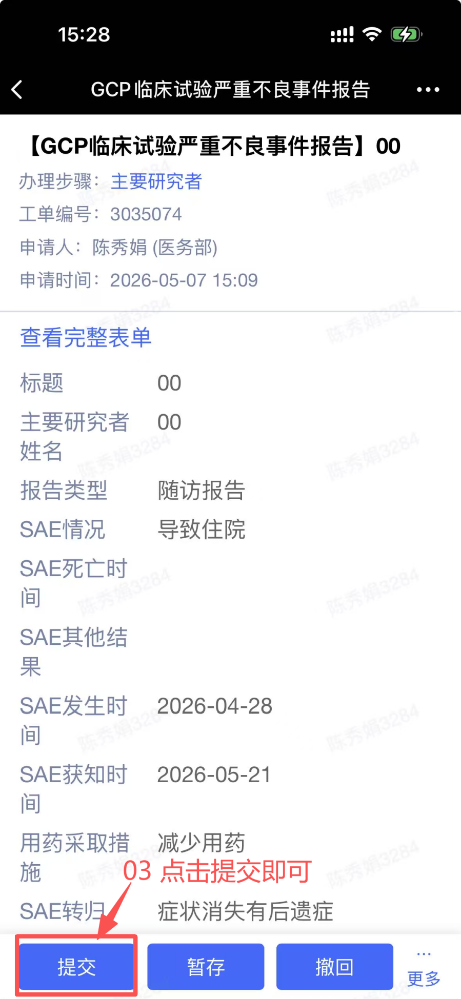 15:28
GCP 临床试验严重不良事件报告
【GCP临床试验严重不良事件报告】00
办理步骤：主要研究者
工单编号：3035074
申请人：陈秀娟 (医务部)
申请时间：2026-05-07 15:09
查看完整表单
标题 00
主要研究者姓名 00
报告类型 随访报告
SAE情况 导致住院
SAE死亡时间
SAE其他结果
SAE发生时间 2026-04-28
SAE获知时间 2026-05-21
用药采取措施 减少用药
03 点击提交即可
SAE转归 症状消失有后遗症
提交 暂存 撤回 更多
陈秀娟3284